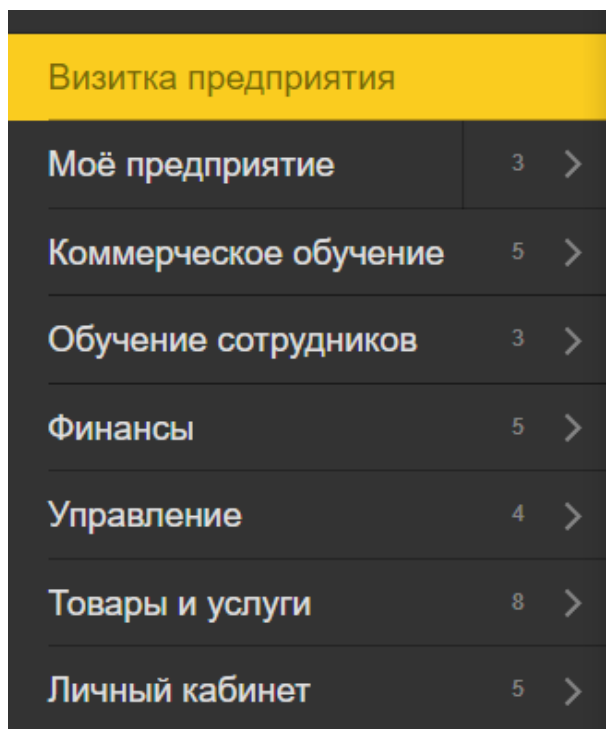 Визитка предприятия
Моё предприятие 3
Коммерческое обучение 5
Обучение сотрудников 3
Финансы 5
Управление 4
Товары и услуги 8
Личный кабинет 5